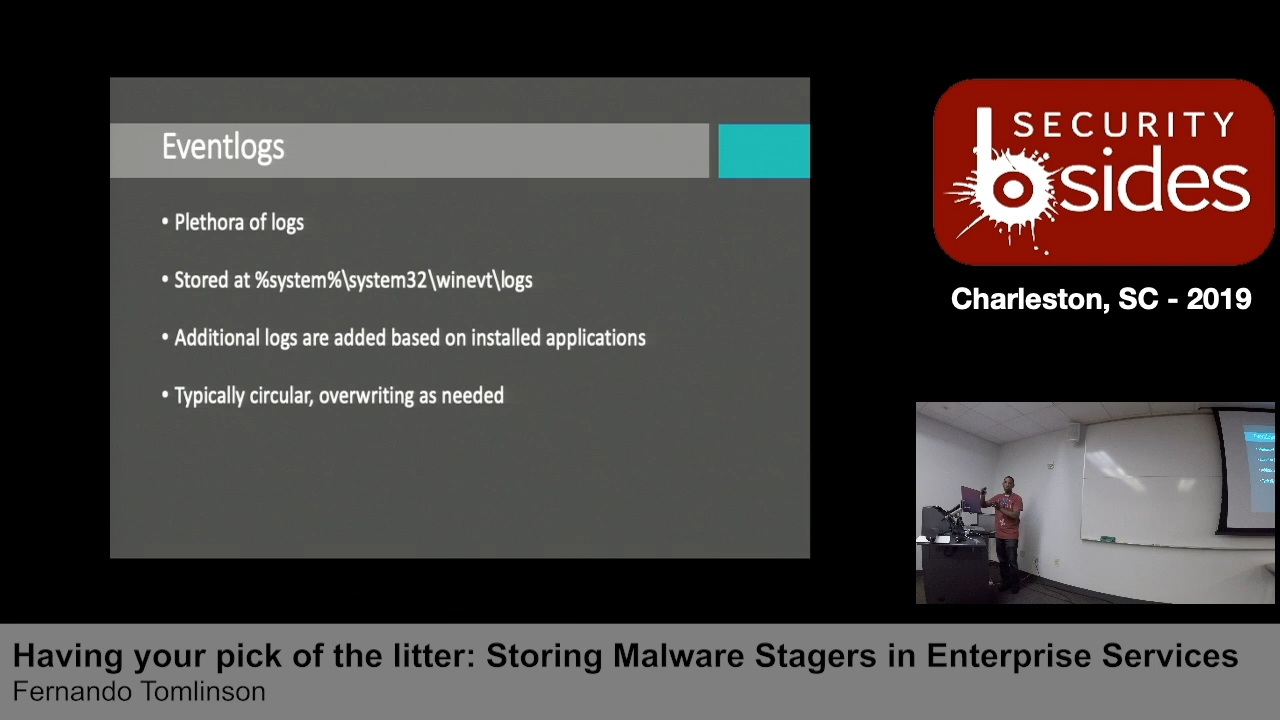 Eventlogs
• Plethora of logs
• Stored at %system%\system32\winevt\logs
• Additional logs are added based on installed applications
• Typically circular, overwriting as needed
SECURITY
bsides
Charleston, SC - 2019
Having your pick of the litter: Storing Malware Stagers in Enterprise Services
Fernando Tomlinson